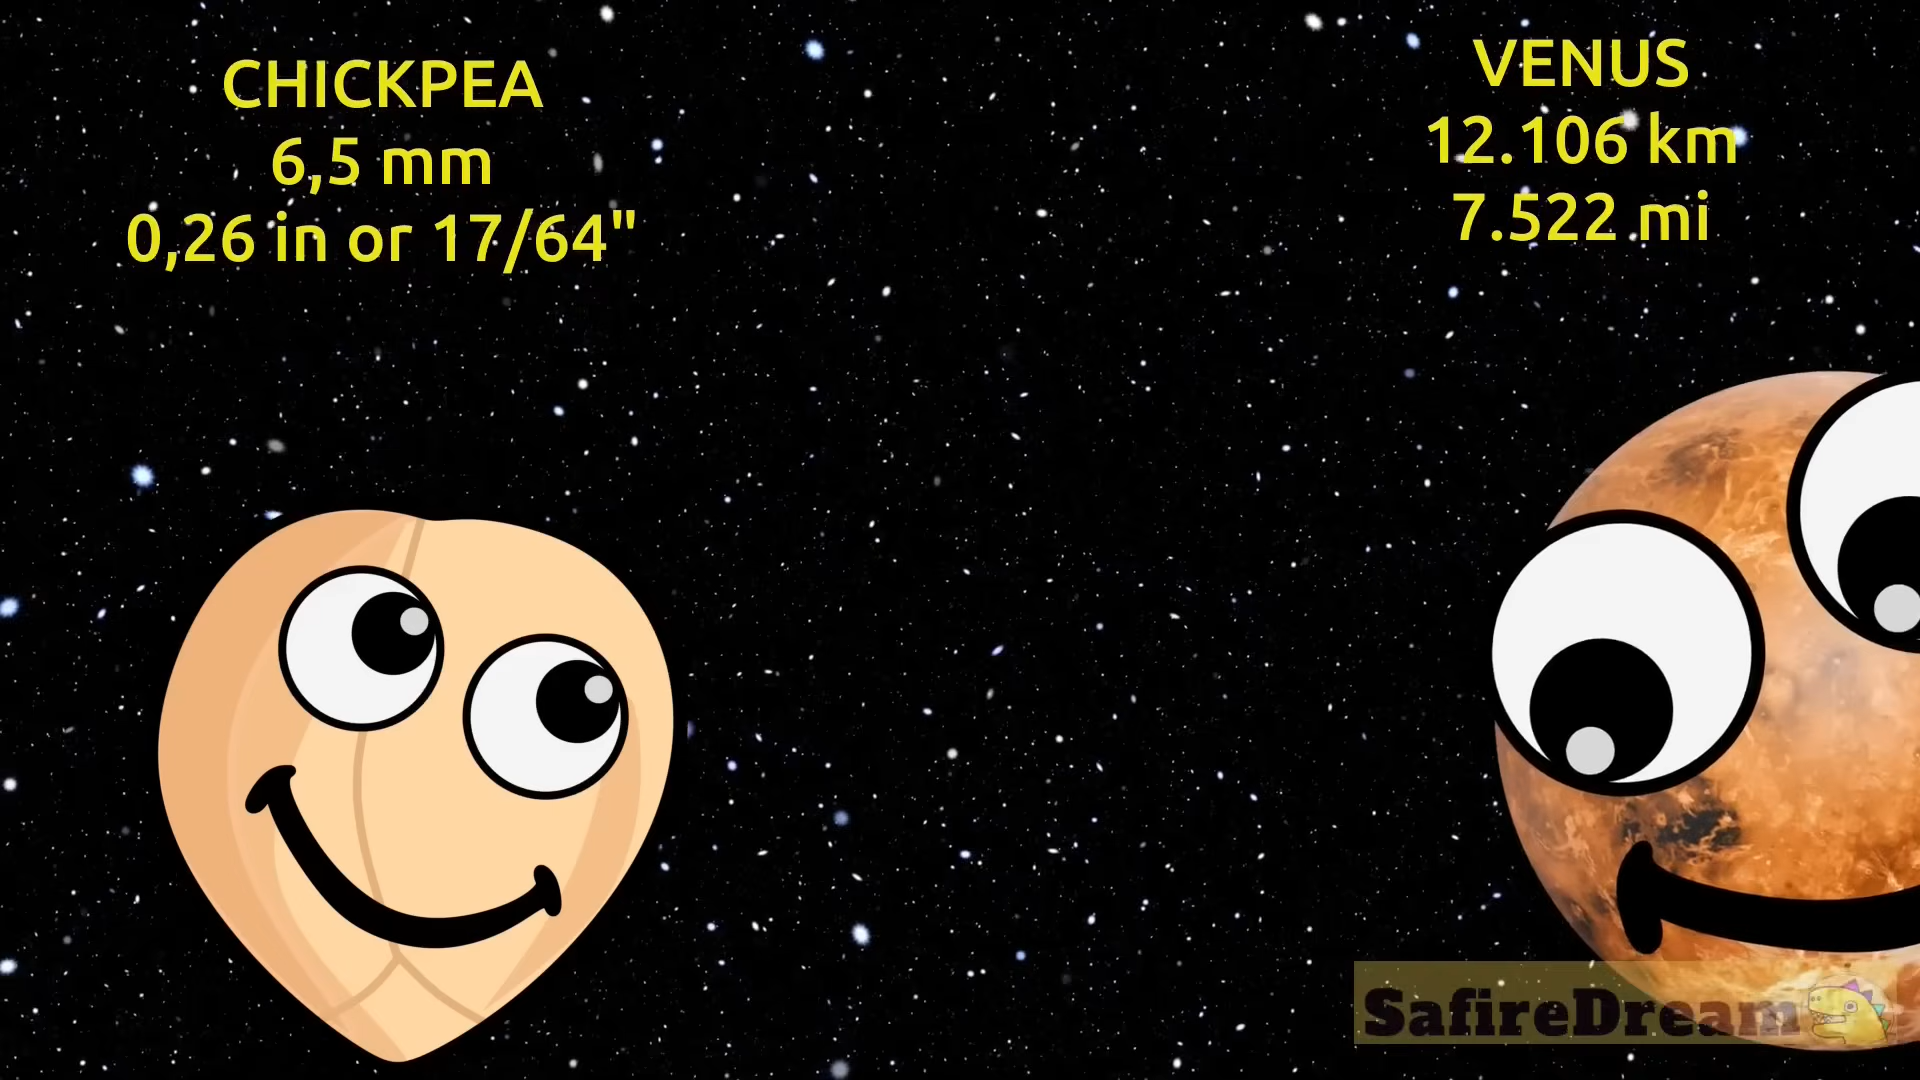 CHICKPEA
6,5 mm
0,26 in or 17/64"
VENUS
12.106 km
7.522 mi
SafireDream